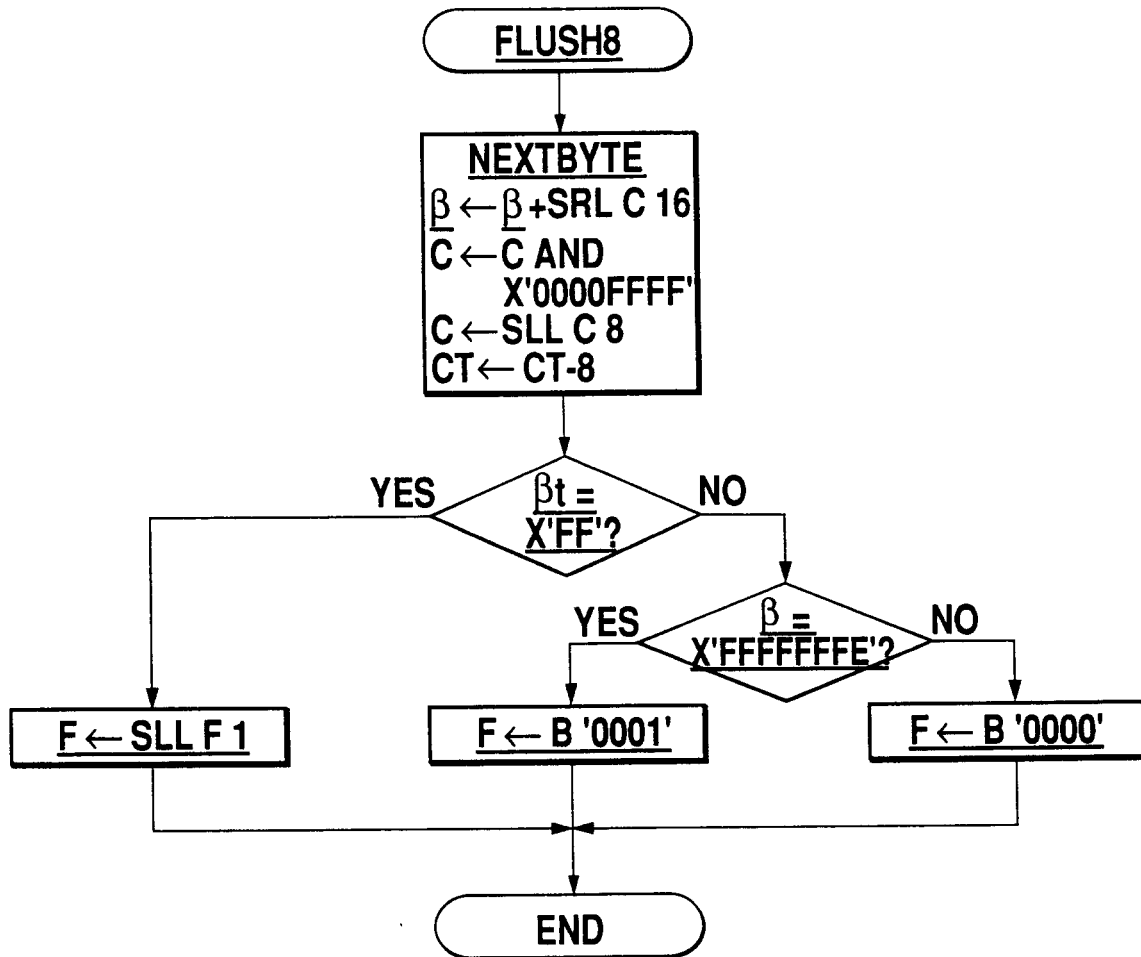 FLUSH8
NEXTBYTE
β ← β +SRL C 16
C ← C AND
X'0000FFFF'
C ← SLL C 8
CT ← CT-8
YES
βt =
X'FF'?
NO
YES
β =
X'FFFFFFFE'?
NO
F ← SLL F 1
F ← B '0001'
F ← B '0000'
END